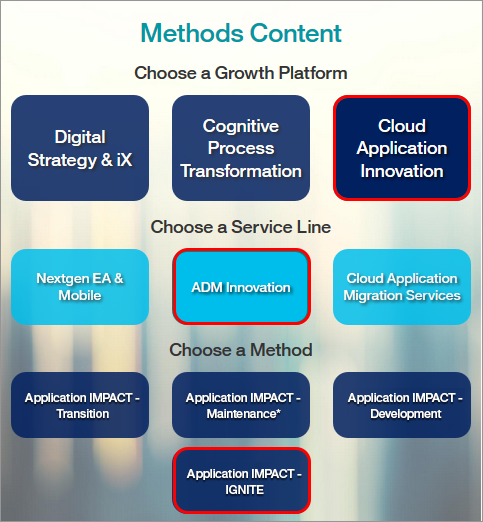 Methods Content
Choose a Growth Platform
Digital
Strategy & iX
Cognitive
Process
Transformation
Cloud
Application
Innovation
Choose a Service Line
Nextgen EA &
Mobile
ADM Innovation
Cloud Application
Migration Services
Choose a Method
Application IMPACT -
Transition
Application IMPACT -
Maintenance*
Application IMPACT -
Development
Application IMPACT -
IGNITE